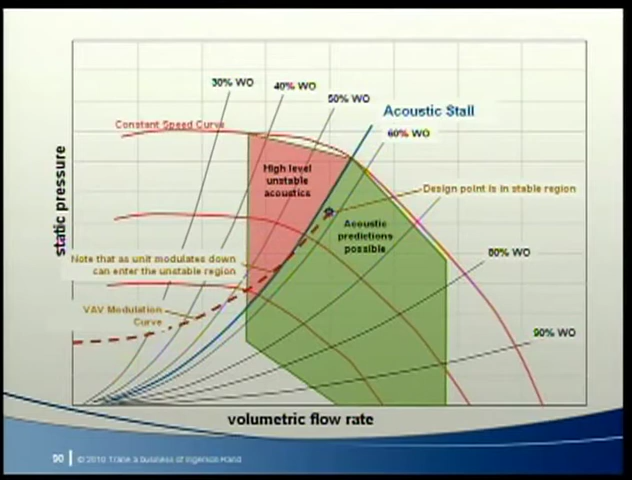 30% WO
40% WO
50% WO
Acoustic Stall
Constant Speed Curve
60% WO
High level
unstable
acoustics
Design point is in stable region
static pressure
Acoustic
predictions
possible
Note that as unit modulates down
can enter the unstable region
80% WO
VAV Modulation
Curve
90% WO
volumetric flow rate
90
© 2010 Trane a business of Ingersoll-Rand